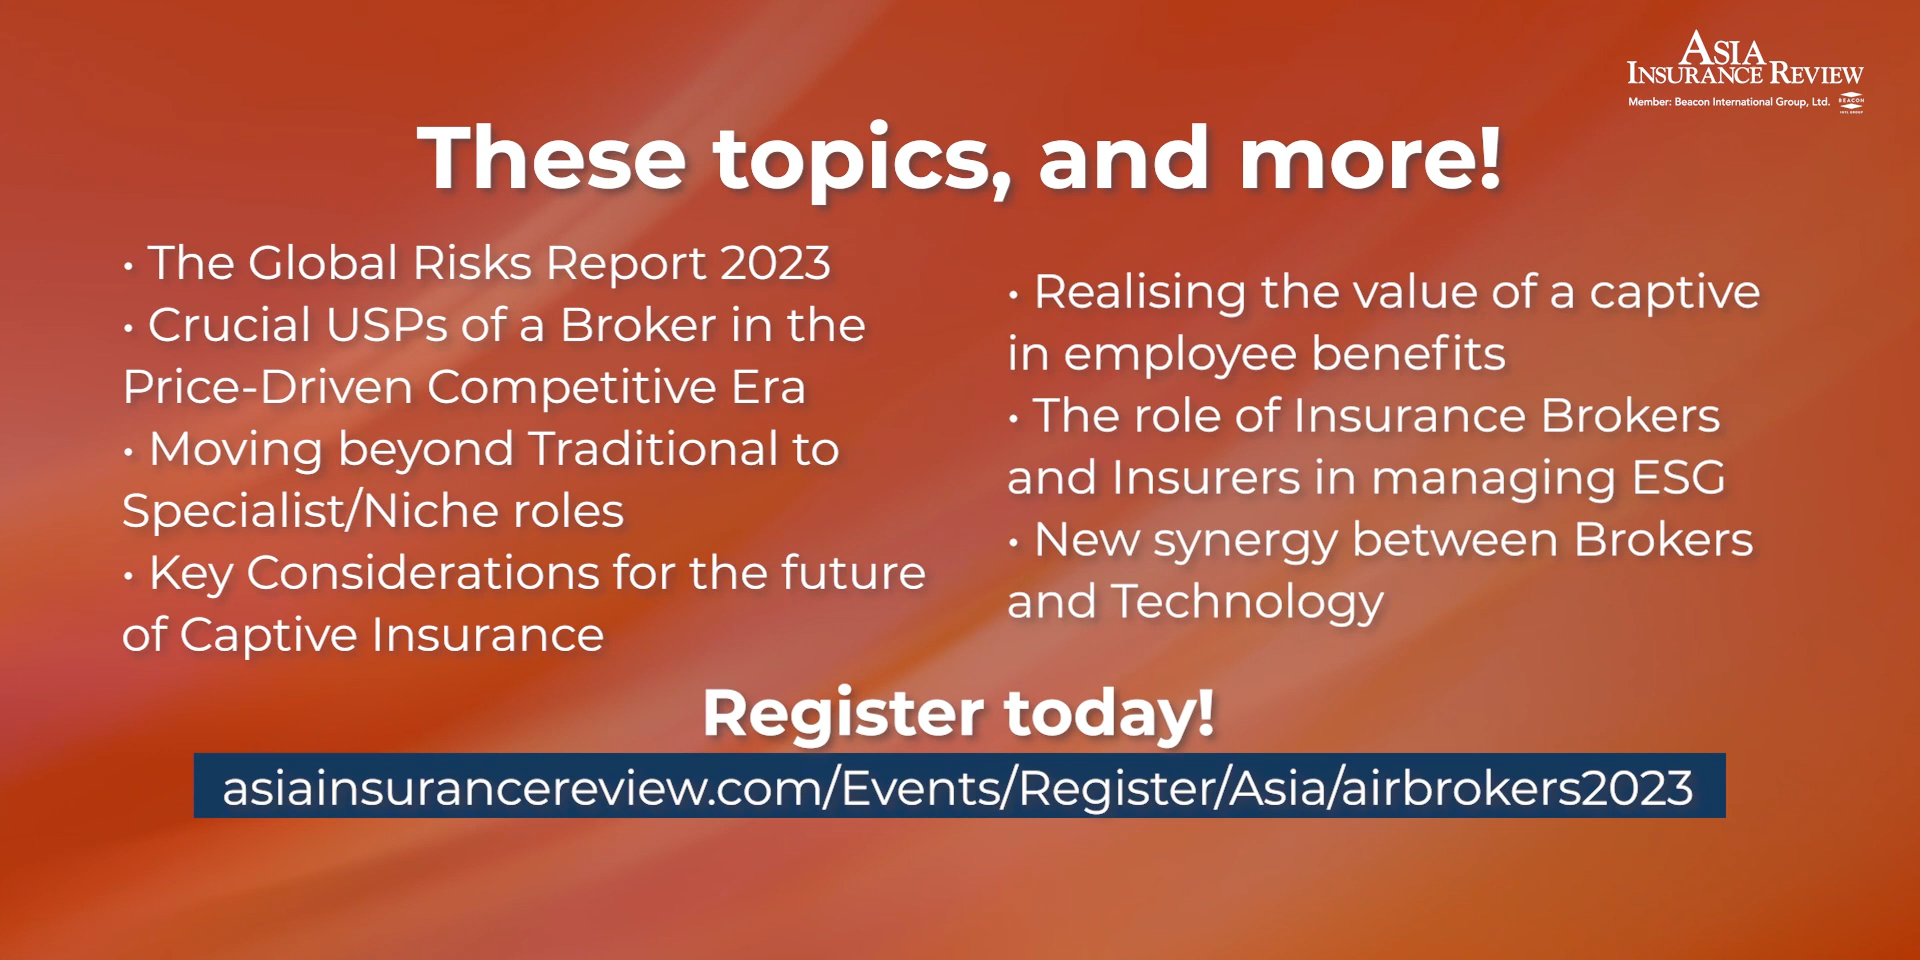 ASIA
INSURANCE REVIEW
Member: Beacon International Group, Ltd.
BEACON
INTL GROUP
These topics, and more!
• The Global Risks Report 2023
• Crucial USPs of a Broker in the
Price-Driven Competitive Era
• Moving beyond Traditional to
Specialist/Niche roles
• Key Considerations for the future
of Captive Insurance
• Realising the value of a captive
in employee benefits
• The role of Insurance Brokers
and Insurers in managing ESG
• New synergy between Brokers
and Technology
Register today!
asiainsurancereview.com/Events/Register/Asia/airbrokers2023